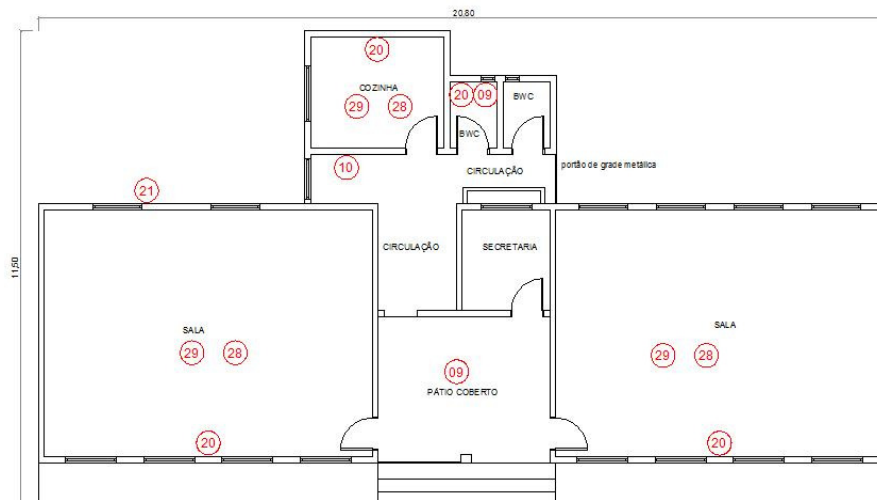 20,80
20
COZINHA
29
28
20
09
BWC
BWC
10
CIRCULAÇÃO
portão de grade metálica
21
11,50
CIRCULAÇÃO
SECRETARIA
SALA
29
28
SALA
29
28
09
PÁTIO COBERTO
20
20